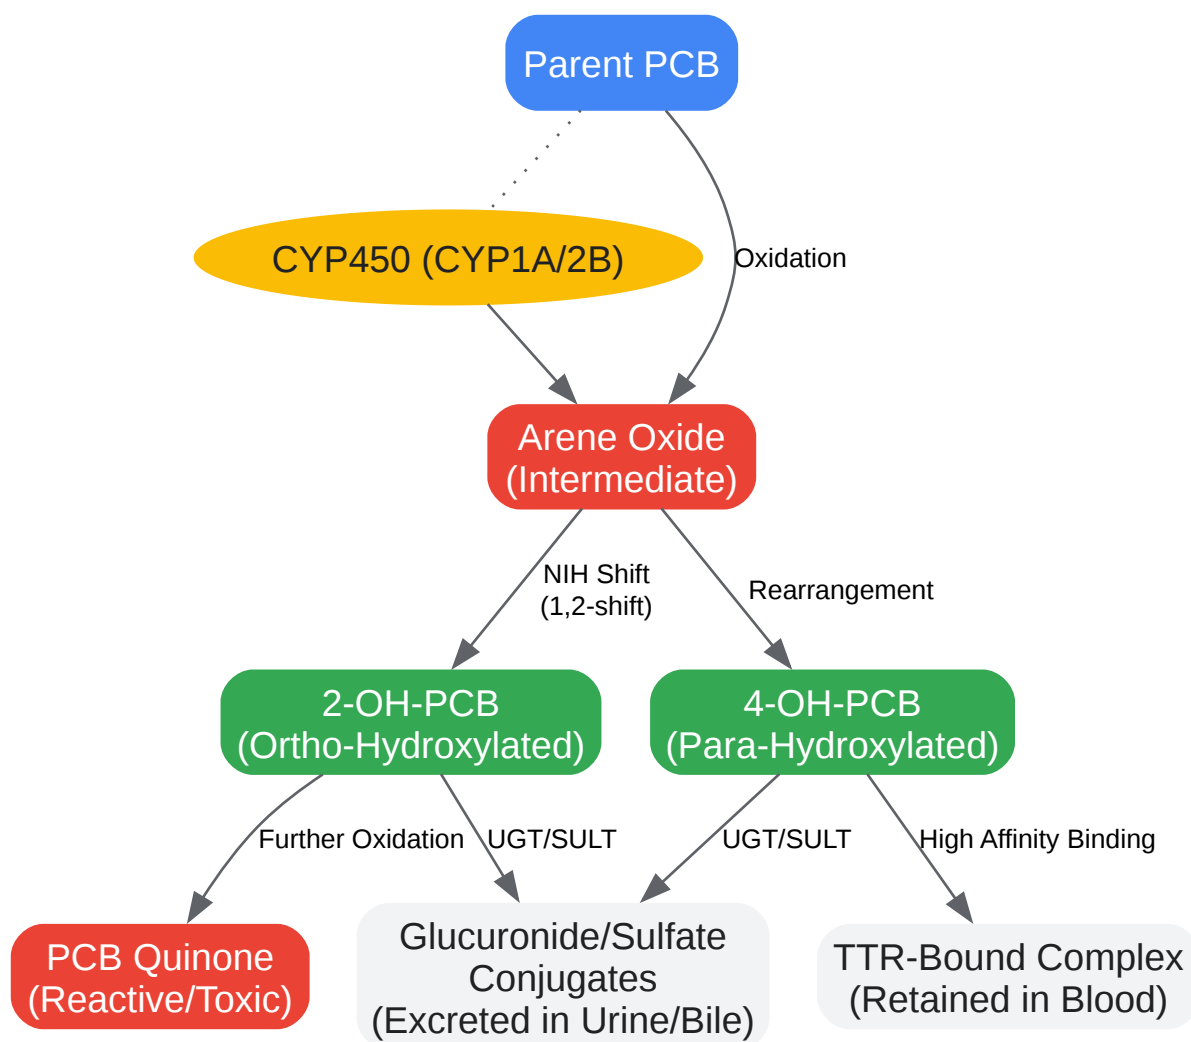 Parent PCB
CYP450 (CYP1A/2B)
Oxidation
Arene Oxide
(Intermediate)
NIH Shift
(1,2-shift)
Rearrangement
2-OH-PCB
(Ortho-Hydroxylated)
4-OH-PCB
(Para-Hydroxylated)
Further Oxidation
UGT/SULT
UGT/SULT
High Affinity Binding
PCB Quinone
(Reactive/Toxic)
Glucuronide/Sulfate
Conjugates
(Excreted in Urine/Bile)
TTR-Bound Complex
(Retained in Blood)